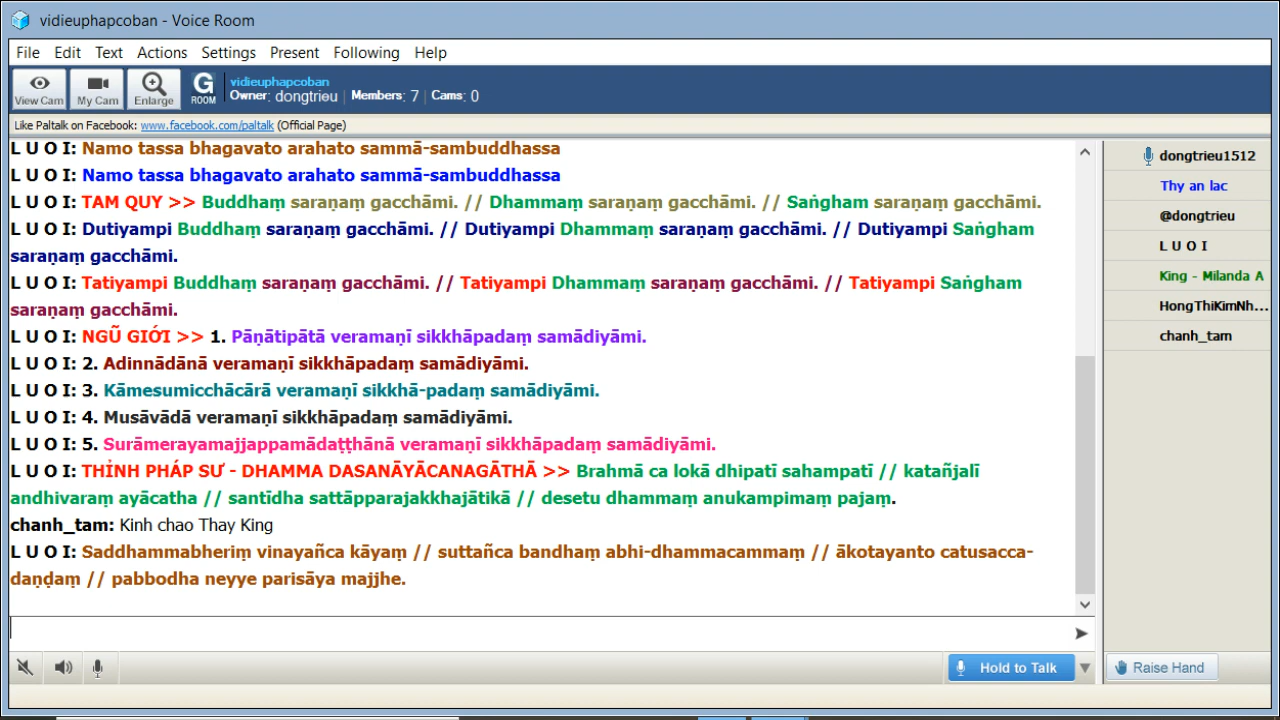 vidieuphapcoban - Voice Room
File Edit Text Actions Settings Present Following Help
View Cam My Cam Enlarge G ROOM
vidieuphapcoban
Owner: dongtrieu | Members: 7 | Cams: 0
Like Paltalk on Facebook: www.facebook.com/paltalk (Official Page)
L U O I: Namo tassa bhagavato arahato sammā-sambuddhassa
L U O I: Namo tassa bhagavato arahato sammā-sambuddhassa
L U O I: TAM QUY >> Buddhaṃ saraṇaṃ gacchāmi. // Dhammaṃ saraṇaṃ gacchāmi. // Saṅgham saraṇaṃ gacchāmi.
L U O I: Dutiyampi Buddhaṃ saraṇaṃ gacchāmi. // Dutiyampi Dhammaṃ saraṇaṃ gacchāmi. // Dutiyampi Saṅgham
saraṇaṃ gacchāmi.
L U O I: Tatiyampi Buddhaṃ saraṇaṃ gacchāmi. // Tatiyampi Dhammaṃ saraṇaṃ gacchāmi. // Tatiyampi Saṅgham
saraṇaṃ gacchāmi.
L U O I: NGŨ GIỚI >> 1. Pāṇātipātā veramaṇī sikkhāpadaṃ samādiyāmi.
L U O I: 2. Adinnādānā veramaṇī sikkhāpadaṃ samādiyāmi.
L U O I: 3. Kāmesumicchācārā veramaṇī sikkhā-padaṃ samādiyāmi.
L U O I: 4. Musāvādā veramaṇī sikkhāpadaṃ samādiyāmi.
L U O I: 5. Surāmerayamajjappamādaṭṭhānā veramaṇī sikkhāpadaṃ samādiyāmi.
L U O I: THỈNH PHÁP SƯ - DHAMMA DASANĀYĀCANAGĀTHĀ >> Brahmā ca lokā dhipatī sahampatī // katañjalī
andhivaraṃ ayācatha // santīdha sattāpparajakkhajātikā // desetu dhammaṃ anukampimaṃ pajaṃ.
chanh_tam: Kinh chao Thay King
L U O I: Saddhammabheriṃ vinayañca kāyaṃ // suttañca bandhaṃ abhi-dhammacammaṃ // ākotayanto catusacca-
daṇḍaṃ // pabbodha neyye parisāya majjhe.
dongtrieu1512
Thy an lac
@dongtrieu
L U O I
King - Milanda A
HongThiKimNh...
chanh_tam
Hold to Talk
Raise Hand